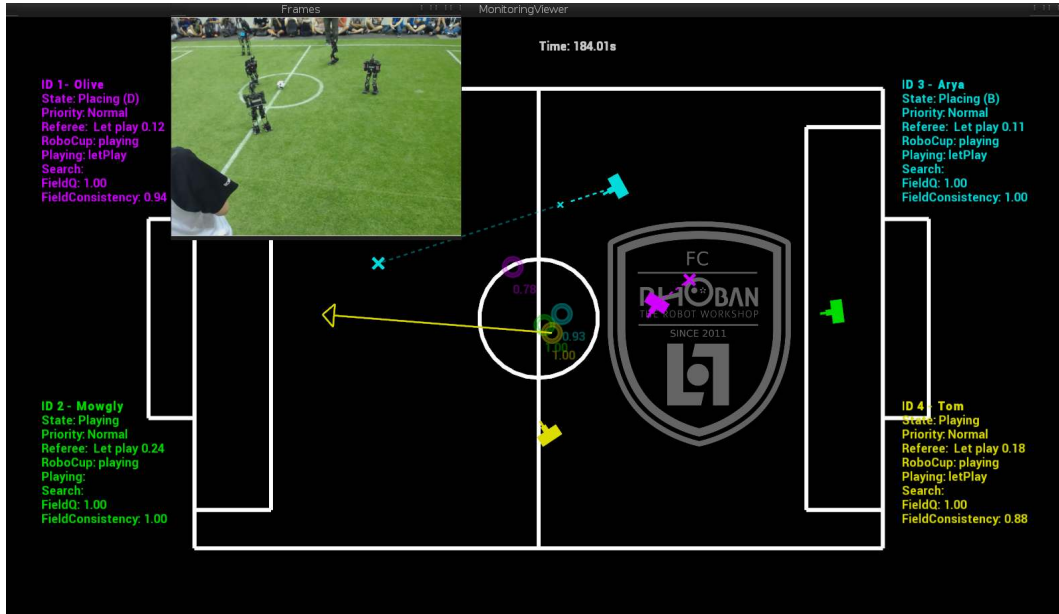 Frames
MonitoringViewer
Time: 184.01s
ID 1- Olive
State: Placing (D)
Priority: Normal
Referee: Let play 0.12
RoboCup: playing
Playing: letPlay
Search:
FieldQ: 1.00
FieldConsistency: 0.94
ID 3 - Arya
State: Placing (B)
Priority: Normal
Referee: Let play 0.11
RoboCup: playing
Playing: letPlay
Search:
FieldQ: 1.00
FieldConsistency: 1.00
FC
RHOBAN
THE ROBOT WORKSHOP
SINCE 2011
0.78
0.93
1.00
1.00
ID 2 - Mowgly
State: Playing
Priority: Normal
Referee: Let play 0.24
RoboCup: playing
Playing:
Search:
FieldQ: 1.00
FieldConsistency: 1.00
ID 4 - Tom
State: Playing
Priority: Normal
Referee: Let play 0.18
RoboCup: playing
Playing: letPlay
Search:
FieldQ: 1.00
FieldConsistency: 0.88